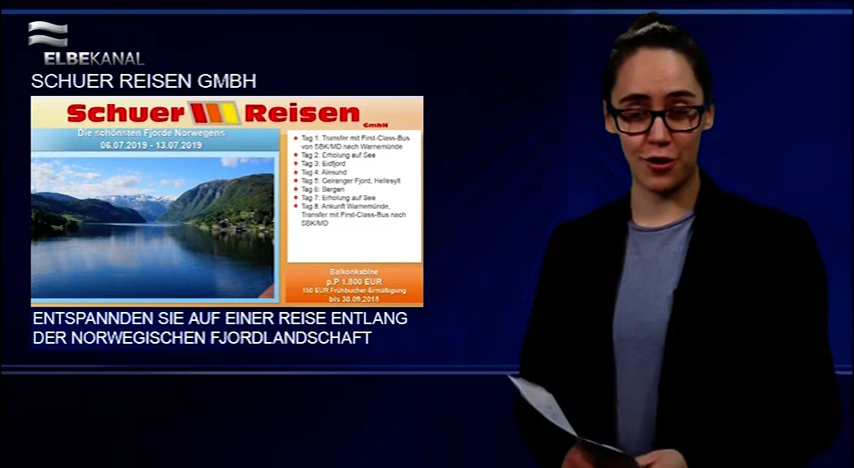 ELBEKANAL
SCHUER REISEN GMBH
Schuer Reisen
GmbH
Die schönsten Fjorde Norwegens
06.07.2019 - 13.07.2019
Tag 1: Transfer mit First-Class-Bus
von SBK/MD nach Warnemünde
Tag 2: Erholung auf See
Tag 3: Eidfjord
Tag 4: Alesund
Tag 5: Geiranger Fjord, Hellesylt
Tag 6: Bergen
Tag 7: Erholung auf See
Tag 8: Ankunft Warnemünde,
Transfer mit First-Class-Bus nach
SBK/MD
Balkonkabine
p.P 1.800 EUR
150 EUR Frühbucher-Ermäßigung
bis 30.09.2018
ENTSPANNDEN SIE AUF EINER REISE ENTLANG
DER NORWEGISCHEN FJORDLANDSCHAFT